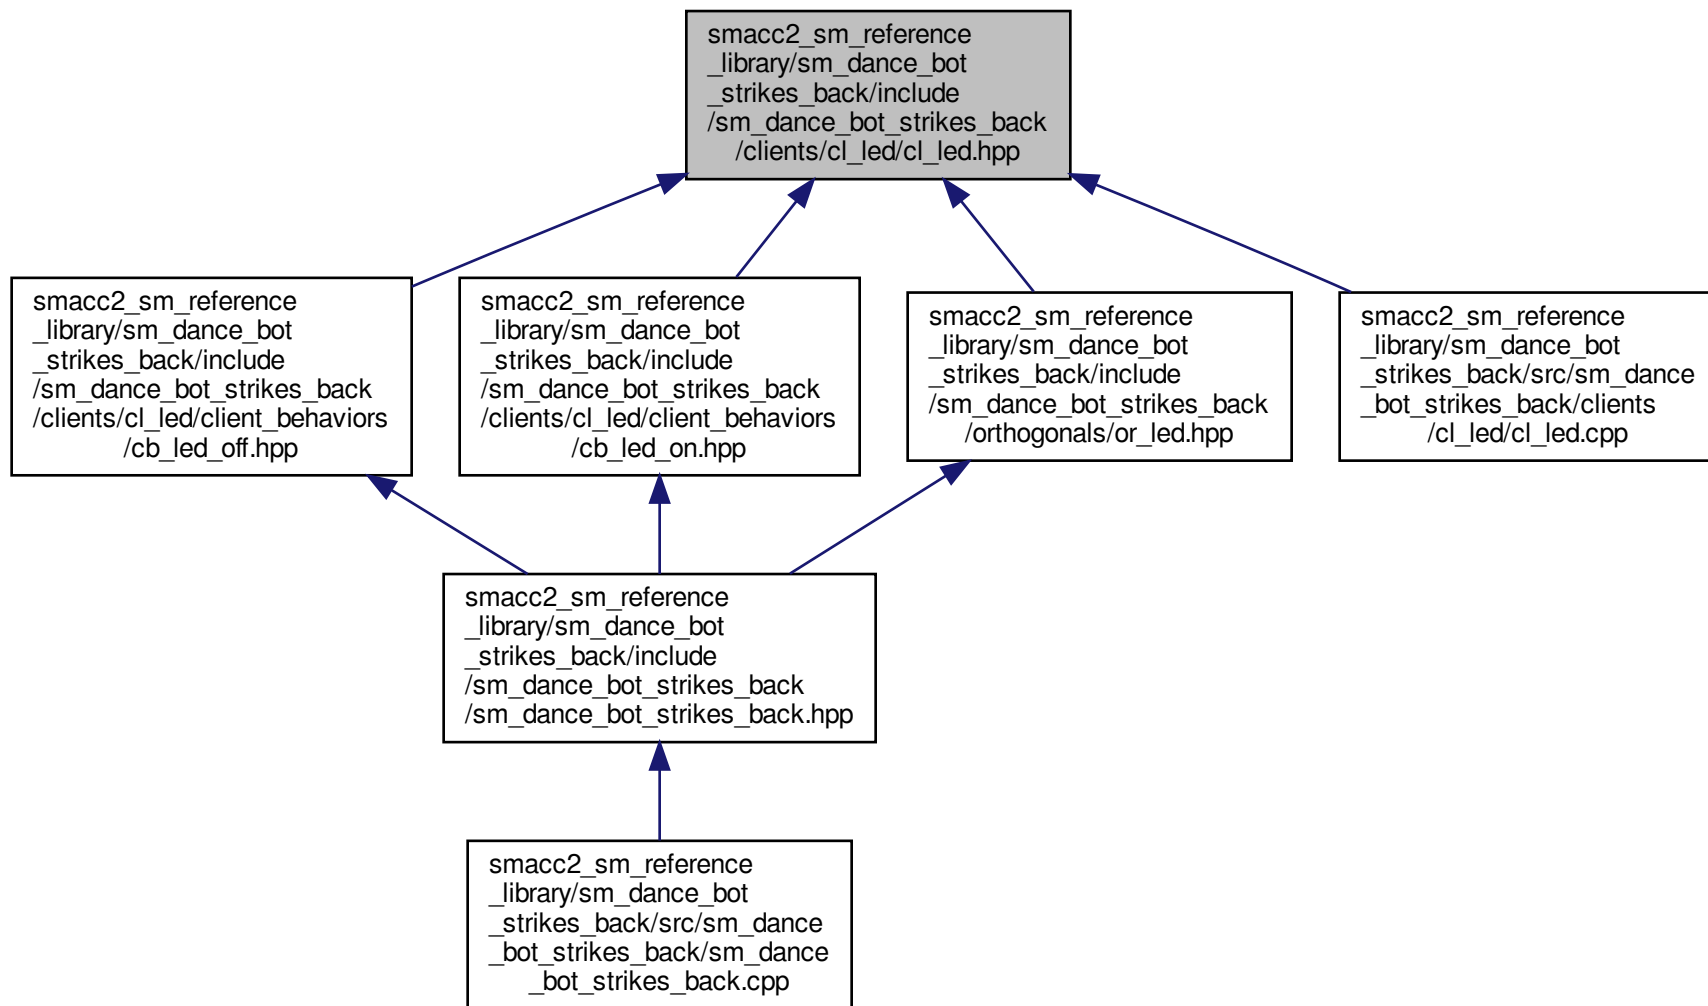 smacc2_sm_reference
_library/sm_dance_bot
_strikes_back/include
/sm_dance_bot_strikes_back
/clients/cl_led/cl_led.hpp
smacc2_sm_reference
_library/sm_dance_bot
_strikes_back/include
/sm_dance_bot_strikes_back
/clients/cl_led/client_behaviors
/cb_led_off.hpp
smacc2_sm_reference
_library/sm_dance_bot
_strikes_back/include
/sm_dance_bot_strikes_back
/clients/cl_led/client_behaviors
/cb_led_on.hpp
smacc2_sm_reference
_library/sm_dance_bot
_strikes_back/include
/sm_dance_bot_strikes_back
/orthogonals/or_led.hpp
smacc2_sm_reference
_library/sm_dance_bot
_strikes_back/src/sm_dance
_bot_strikes_back/clients
/cl_led/cl_led.cpp
smacc2_sm_reference
_library/sm_dance_bot
_strikes_back/include
/sm_dance_bot_strikes_back
/sm_dance_bot_strikes_back.hpp
smacc2_sm_reference
_library/sm_dance_bot
_strikes_back/src/sm_dance
_bot_strikes_back/sm_dance
_bot_strikes_back.cpp